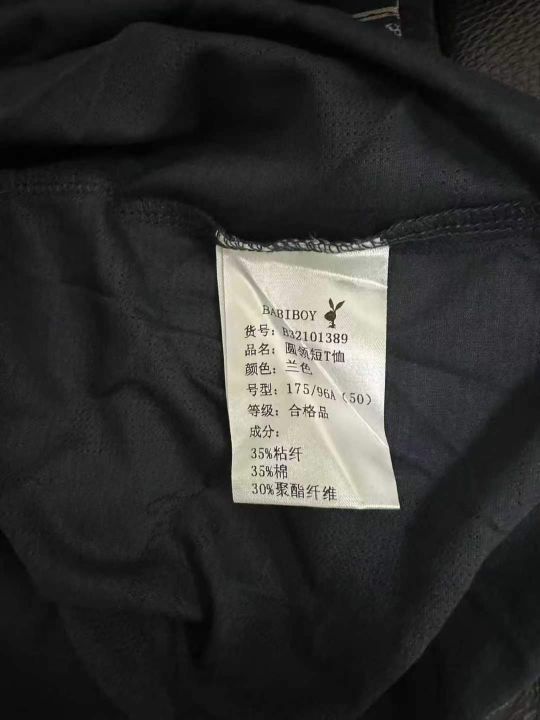 BABIBOY
货号: B32101389
品名: 圆领短T恤
颜色: 兰色
号型: 175/96A（50）
等级: 合格品
成分:
35%粘纤
35%棉
30%聚酯纤维